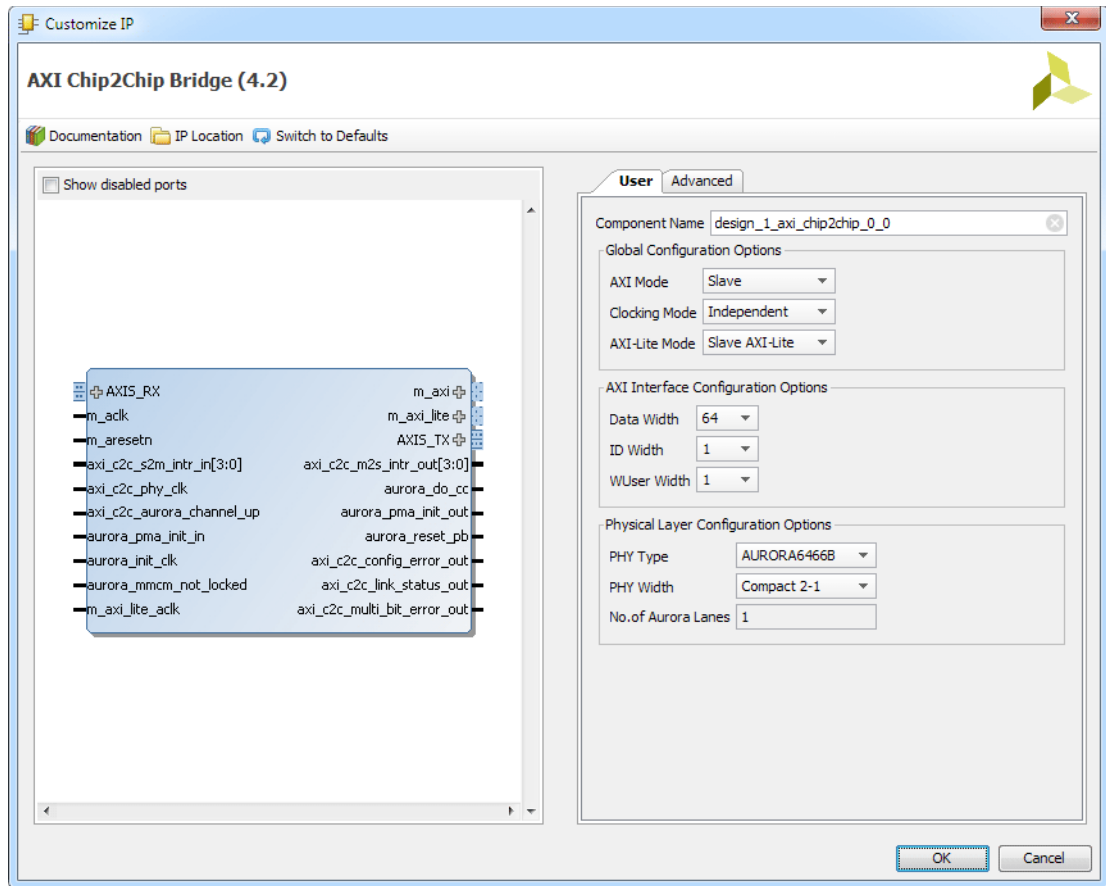 Customize IP
AXI Chip2Chip Bridge (4.2)
Documentation IP Location Switch to Defaults
Show disabled ports
AXIS_RX
m_aclk
m_aresetn
axi_c2c_s2m_intr_in[3:0]
axi_c2c_phy_clk
axi_c2c_aurora_channel_up
aurora_pma_init_in
aurora_init_clk
aurora_mmcm_not_locked
m_axi_lite_aclk
m_axi
m_axi_lite
AXIS_TX
axi_c2c_m2s_intr_out[3:0]
aurora_do_cc
aurora_pma_init_out
aurora_reset_pb
axi_c2c_config_error_out
axi_c2c_link_status_out
axi_c2c_multi_bit_error_out
User Advanced
Component Name design_1_axi_chip2chip_0_0
Global Configuration Options
AXI Mode Slave
Clocking Mode Independent
AXI-Lite Mode Slave AXI-Lite
AXI Interface Configuration Options
Data Width 64
ID Width 1
WUser Width 1
Physical Layer Configuration Options
PHY Type AURORA6466B
PHY Width Compact 2-1
No.of Aurora Lanes 1
OK Cancel